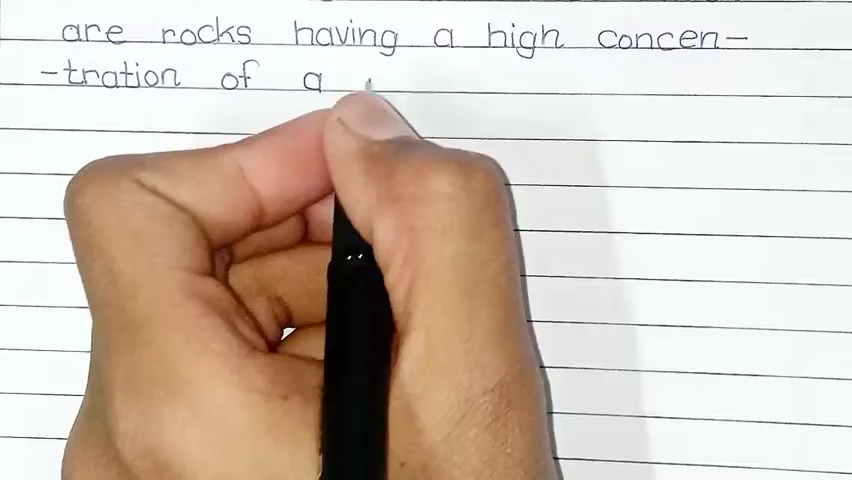 are rocks having a high concen-
-tration of a